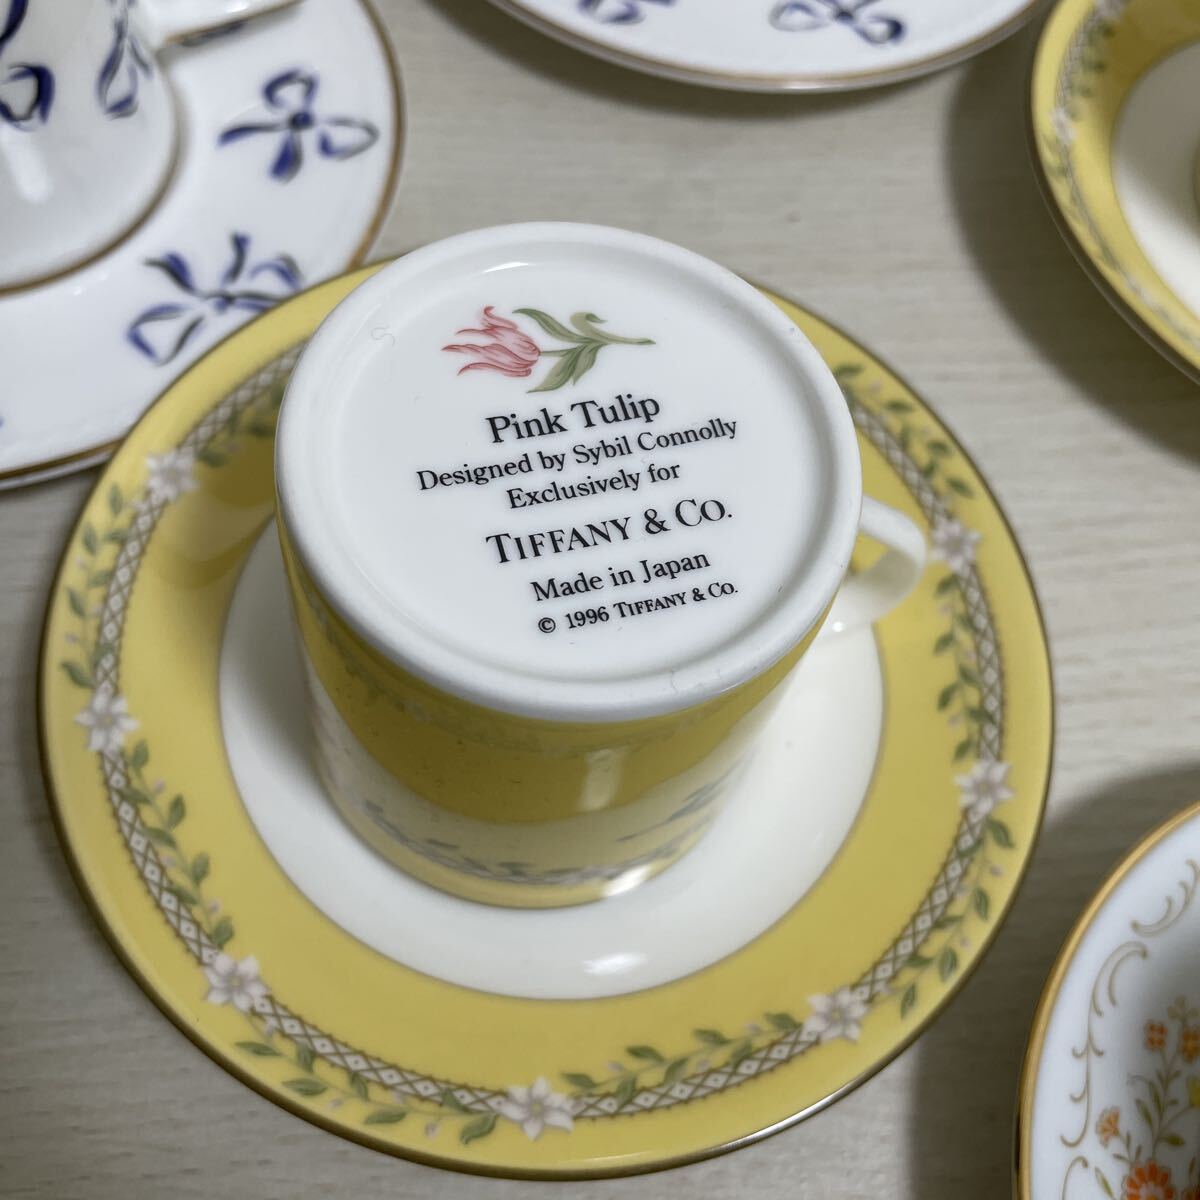 Pink Tulip
Designed by Sybil Connolly
Exclusively for
TIFFANY & CO.
Made in Japan
© 1996 TIFFANY & CO.